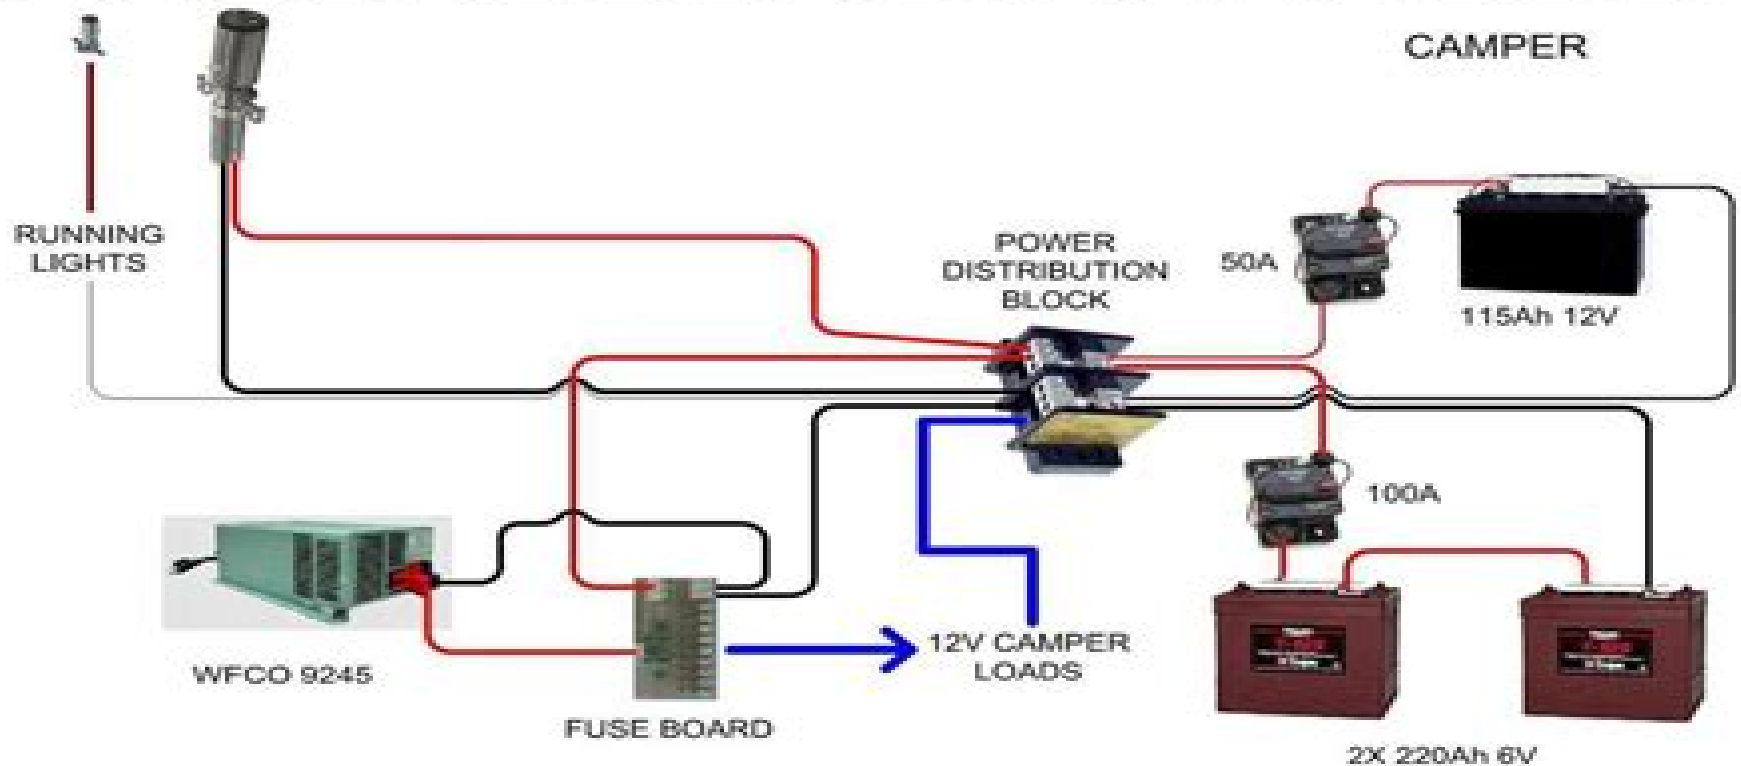 CAMPER
RUNNING
LIGHTS
POWER
DISTRIBUTION
BLOCK
50A
115Ah 12V
100A
12V CAMPER
LOADS
WFCO 9245
FUSE BOARD
2X 220Ah 6V